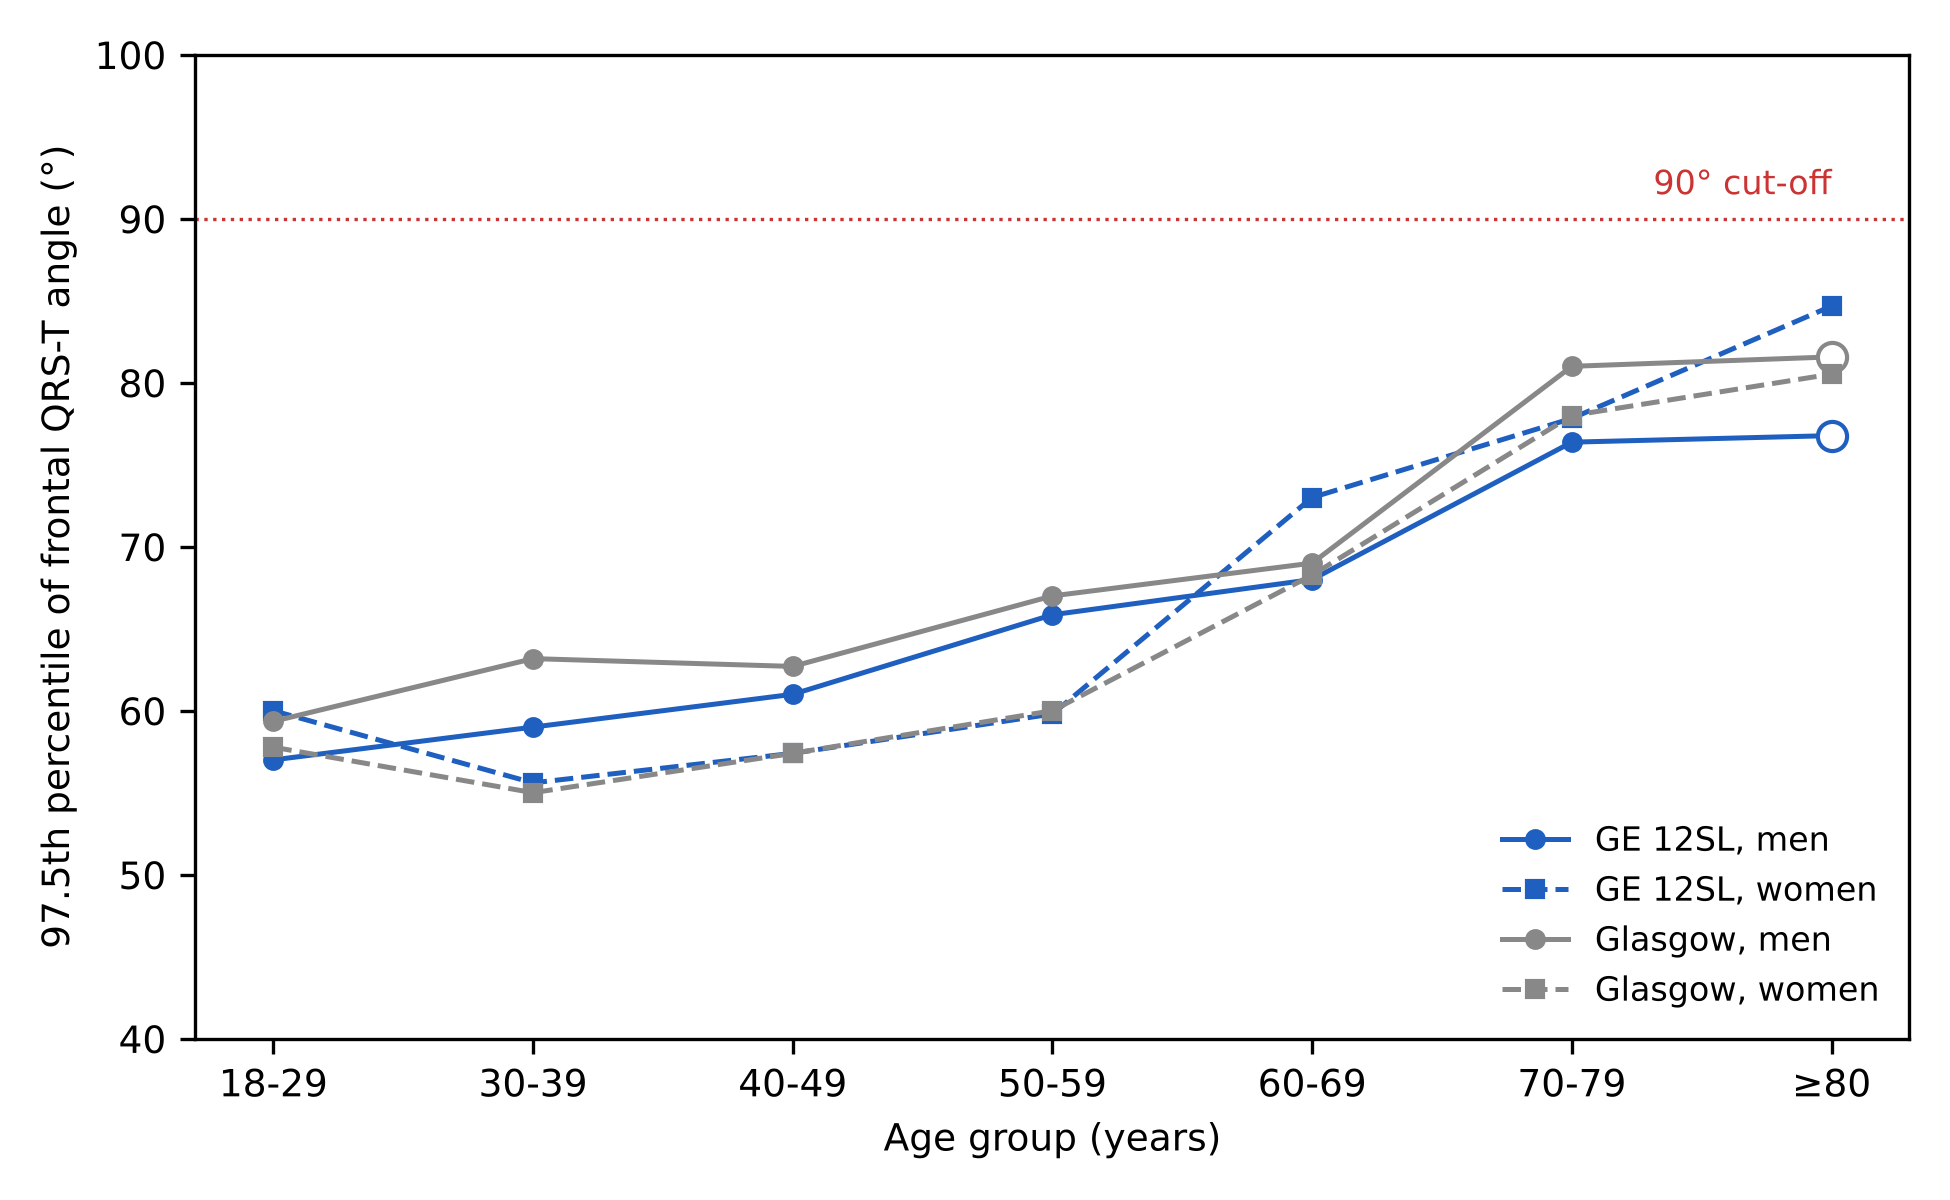 97.5th percentile of frontal QRS-T angle (°)
100
90
80
70
60
50
40
90° cut-off
GE 12SL, men
GE 12SL, women
Glasgow, men
Glasgow, women
18-29 30-39 40-49 50-59 60-69 70-79 ≥80
Age group (years)